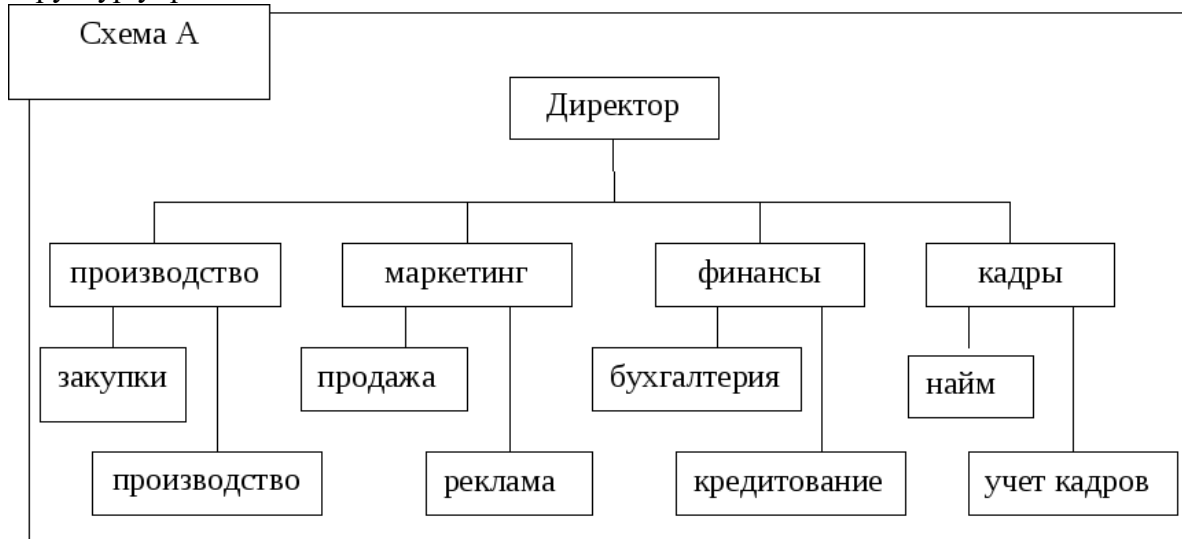 Схема А
Директор
производство
маркетинг
финансы
кадры
закупки
продажа
бухгалтерия
найм
производство
реклама
кредитование
учет кадров